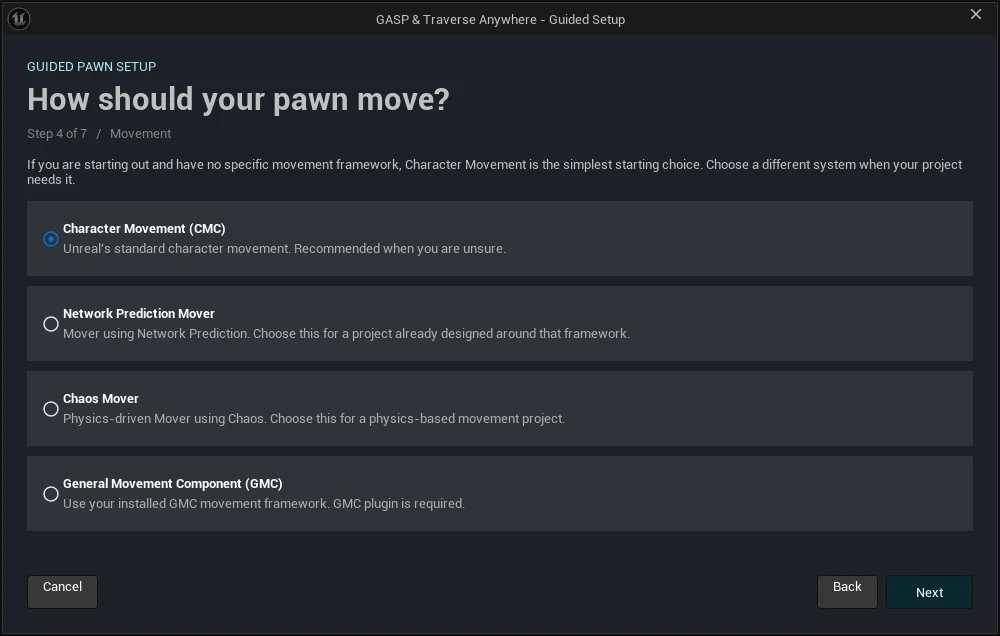 GASP & Traverse Anywhere - Guided Setup
GUIDED PAWN SETUP
How should your pawn move?
Step 4 of 7 / Movement
If you are starting out and have no specific movement framework, Character Movement is the simplest starting choice. Choose a different system when your project
needs it.
Character Movement (CMC)
Unreal's standard character movement. Recommended when you are unsure.
Network Prediction Mover
Mover using Network Prediction. Choose this for a project already designed around that framework.
Chaos Mover
Physics-driven Mover using Chaos. Choose this for a physics-based movement project.
General Movement Component (GMC)
Use your installed GMC movement framework. GMC plugin is required.
Cancel
Back
Next